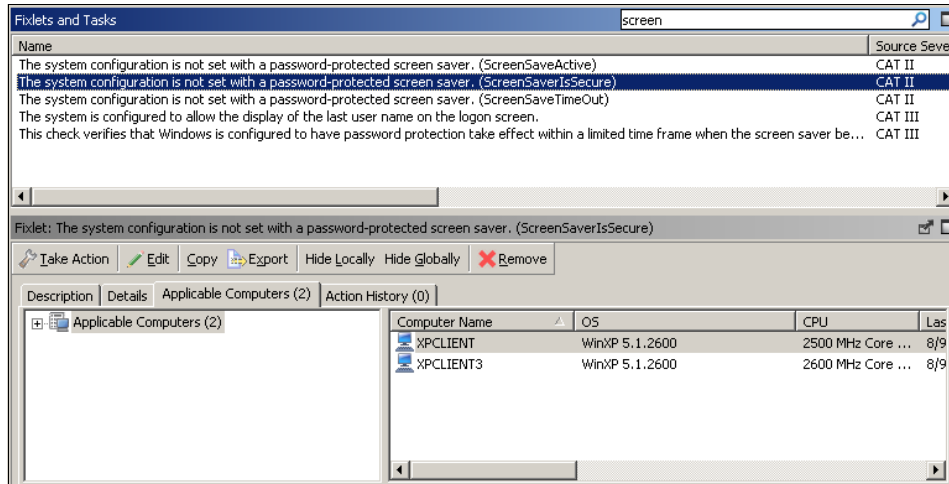 Fixlets and Tasks screen
Name Source Seve
The system configuration is not set with a password-protected screen saver. (ScreenSaveActive) CAT II
The system configuration is not set with a password-protected screen saver. (ScreenSaverIsSecure) CAT II
The system configuration is not set with a password-protected screen saver. (ScreenSaveTimeOut) CAT II
The system is configured to allow the display of the last user name on the logon screen. CAT III
This check verifies that Windows is configured to have password protection take effect within a limited time frame when the screen saver be... CAT III
Fixlet: The system configuration is not set with a password-protected screen saver. (ScreenSaverIsSecure)
Take Action Edit Copy Export Hide Locally Hide Globally Remove
Description Details Applicable Computers (2) Action History (0)
Applicable Computers (2) Computer Name OS CPU Las
XPCLIENT WinXP 5.1.2600 2500 MHz Core ... 8/9
XPCLIENT3 WinXP 5.1.2600 2600 MHz Core ... 8/9